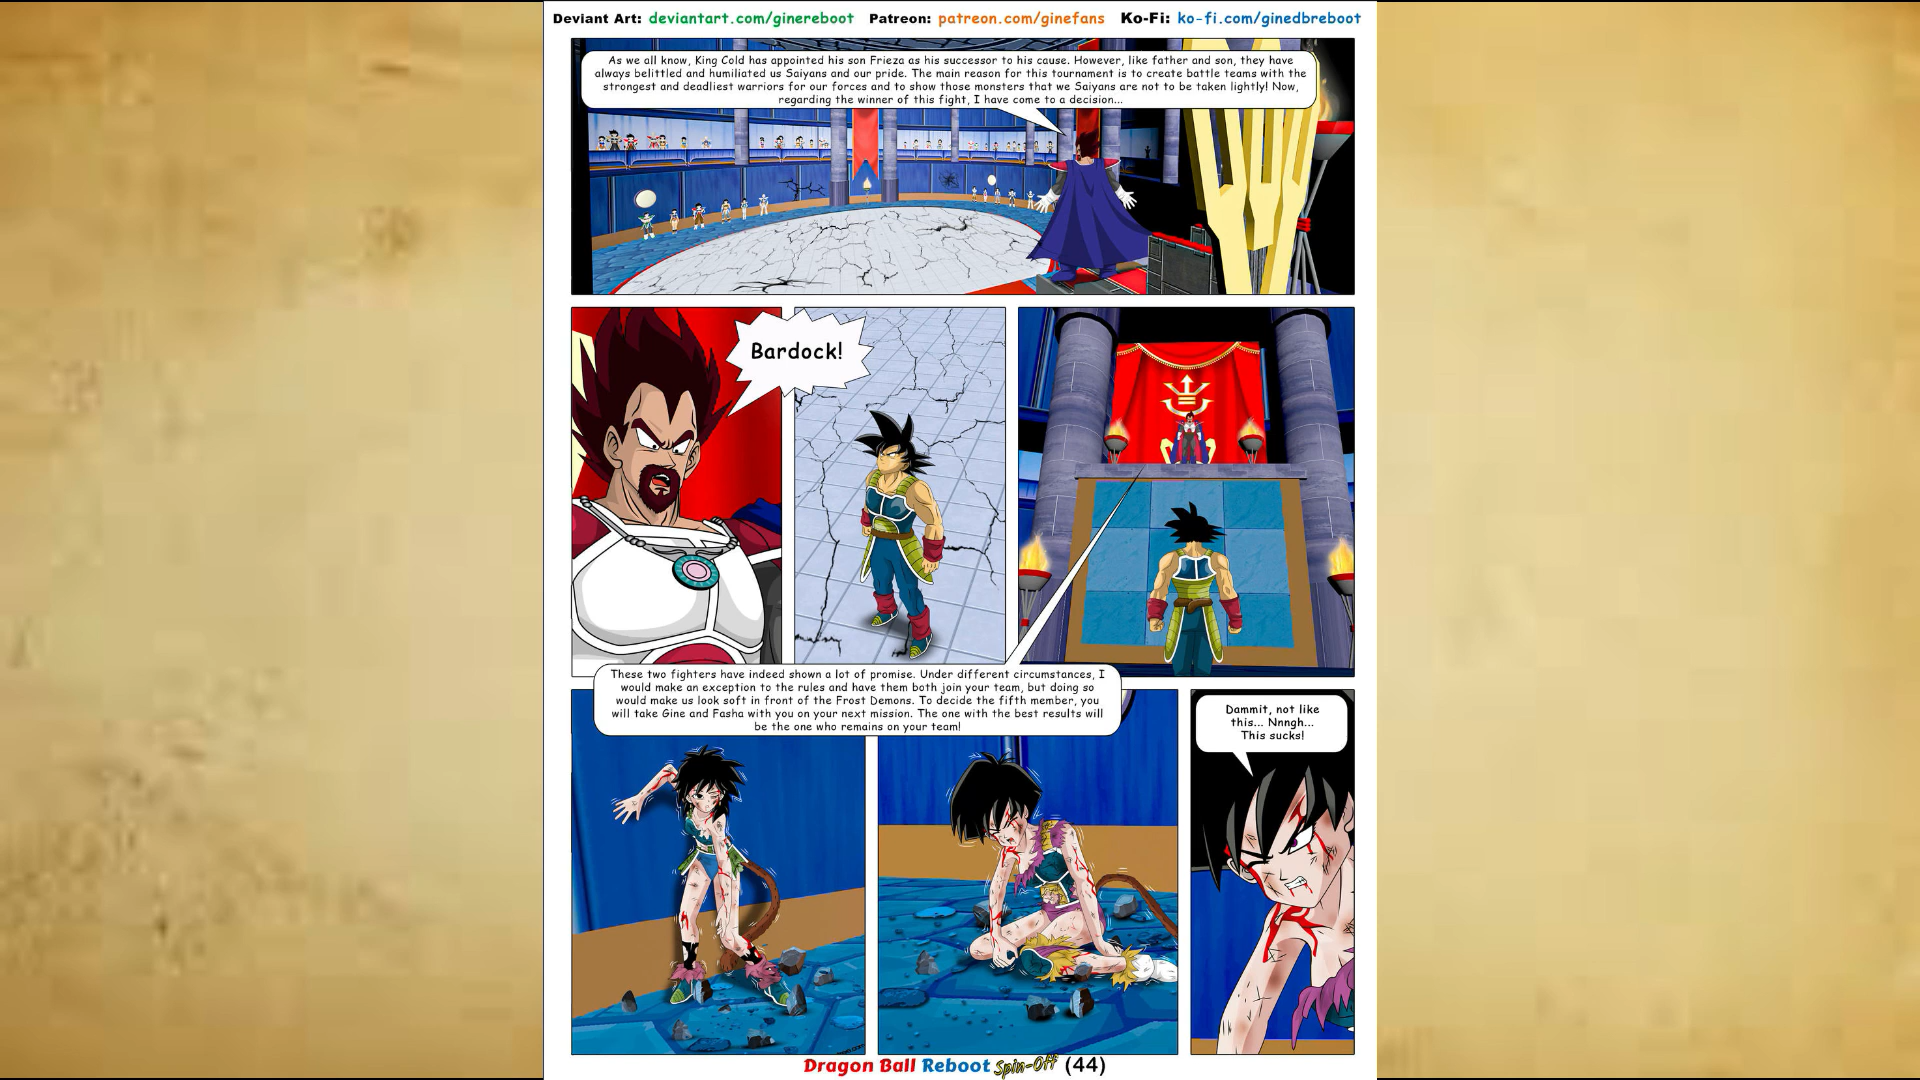 Deviant Art: deviantart.com/ginereboot Patreon: patreon.com/ginefans Ko-Fi: ko-fi.com/ginedbreboot
As we all know, King Cold has appointed his son Frieza as his successor to his cause. However, like father and son, they have
always belittled and humiliated us Saiyans and our pride. The main reason for this tournament is to create battle teams with the
strongest and deadliest warriors for our forces and to show those monsters that we Saiyans are not to be taken lightly! Now,
regarding the winner of this fight, I have come to a decision...
Bardock!
These two fighters have indeed shown a lot of promise. Under different circumstances, I
would make an exception to the rules and have them both join your team, but doing so
would make us look soft in front of the Frost Demons. To decide the fifth member, you
will take Gine and Fasha with you on your next mission. The one with the best results will
be the one who remains on your team!
Dammit, not like
this... Nnngh...
This sucks!
Dragon Ball Reboot Spin-Off (44)